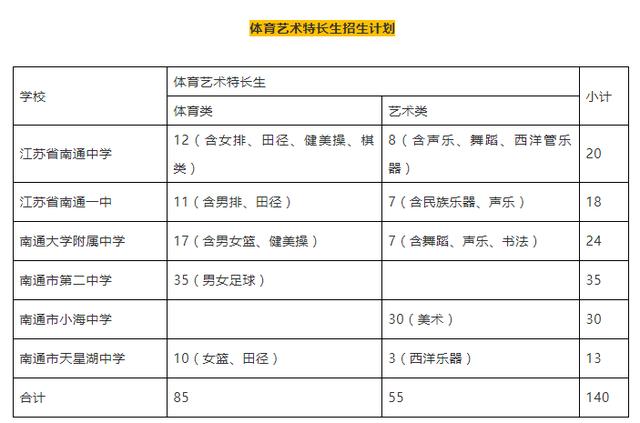 体育艺术特长生招生计划
学校
体育艺术特长生
小计
体育类
艺术类
江苏省南通中学
12（含女排、田径、健美操、棋
类）
8（含声乐、舞蹈、西洋管乐
器）
20
江苏省南通一中
11（含男排、田径）
7（含民族乐器、声乐）
18
南通大学附属中学
17（含男女篮、健美操）
7（含舞蹈、声乐、书法）
24
南通市第二中学
35（男女足球）
35
南通市小海中学
30（美术）
30
南通市天星湖中学
10（女篮、田径）
3（西洋乐器）
13
合计
85
55
140